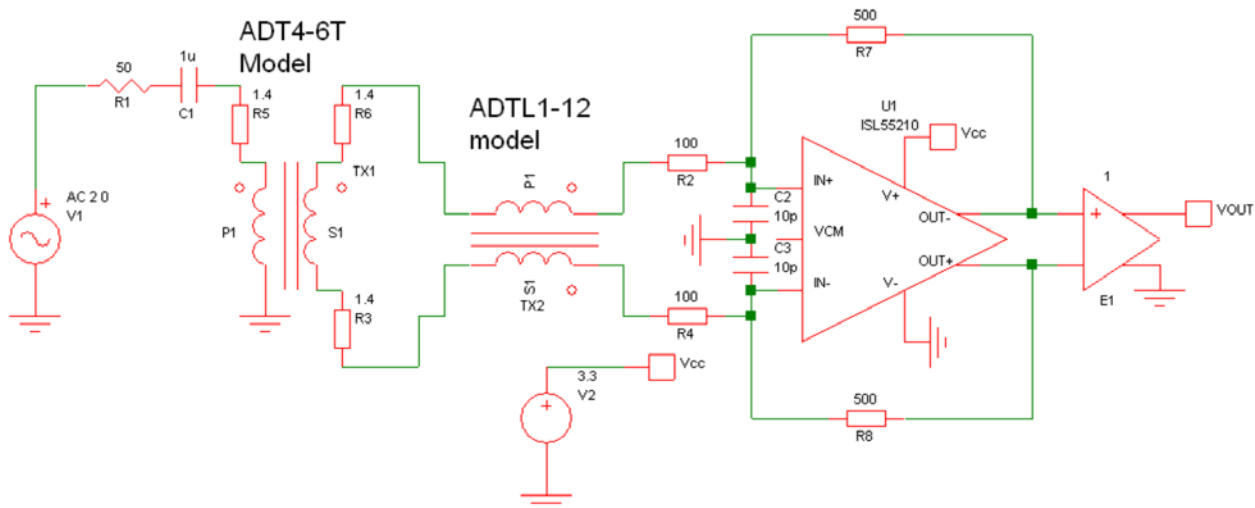 ADT4-6T
Model
50
R1
1u
C1
1.4
R5
1.4
R6
TX1
P1
S1
1.4
R3
AC 2 0
V1
ADTL1-12
model
P1
S1
TX2
100
R2
100
R4
500
R7
U1
ISL55210
Vcc
IN+
C2
10p
VCM
C3
10p
IN-
V+
OUT-
OUT+
V-
1
VOUT
E1
3.3
V2
Vcc
500
R8